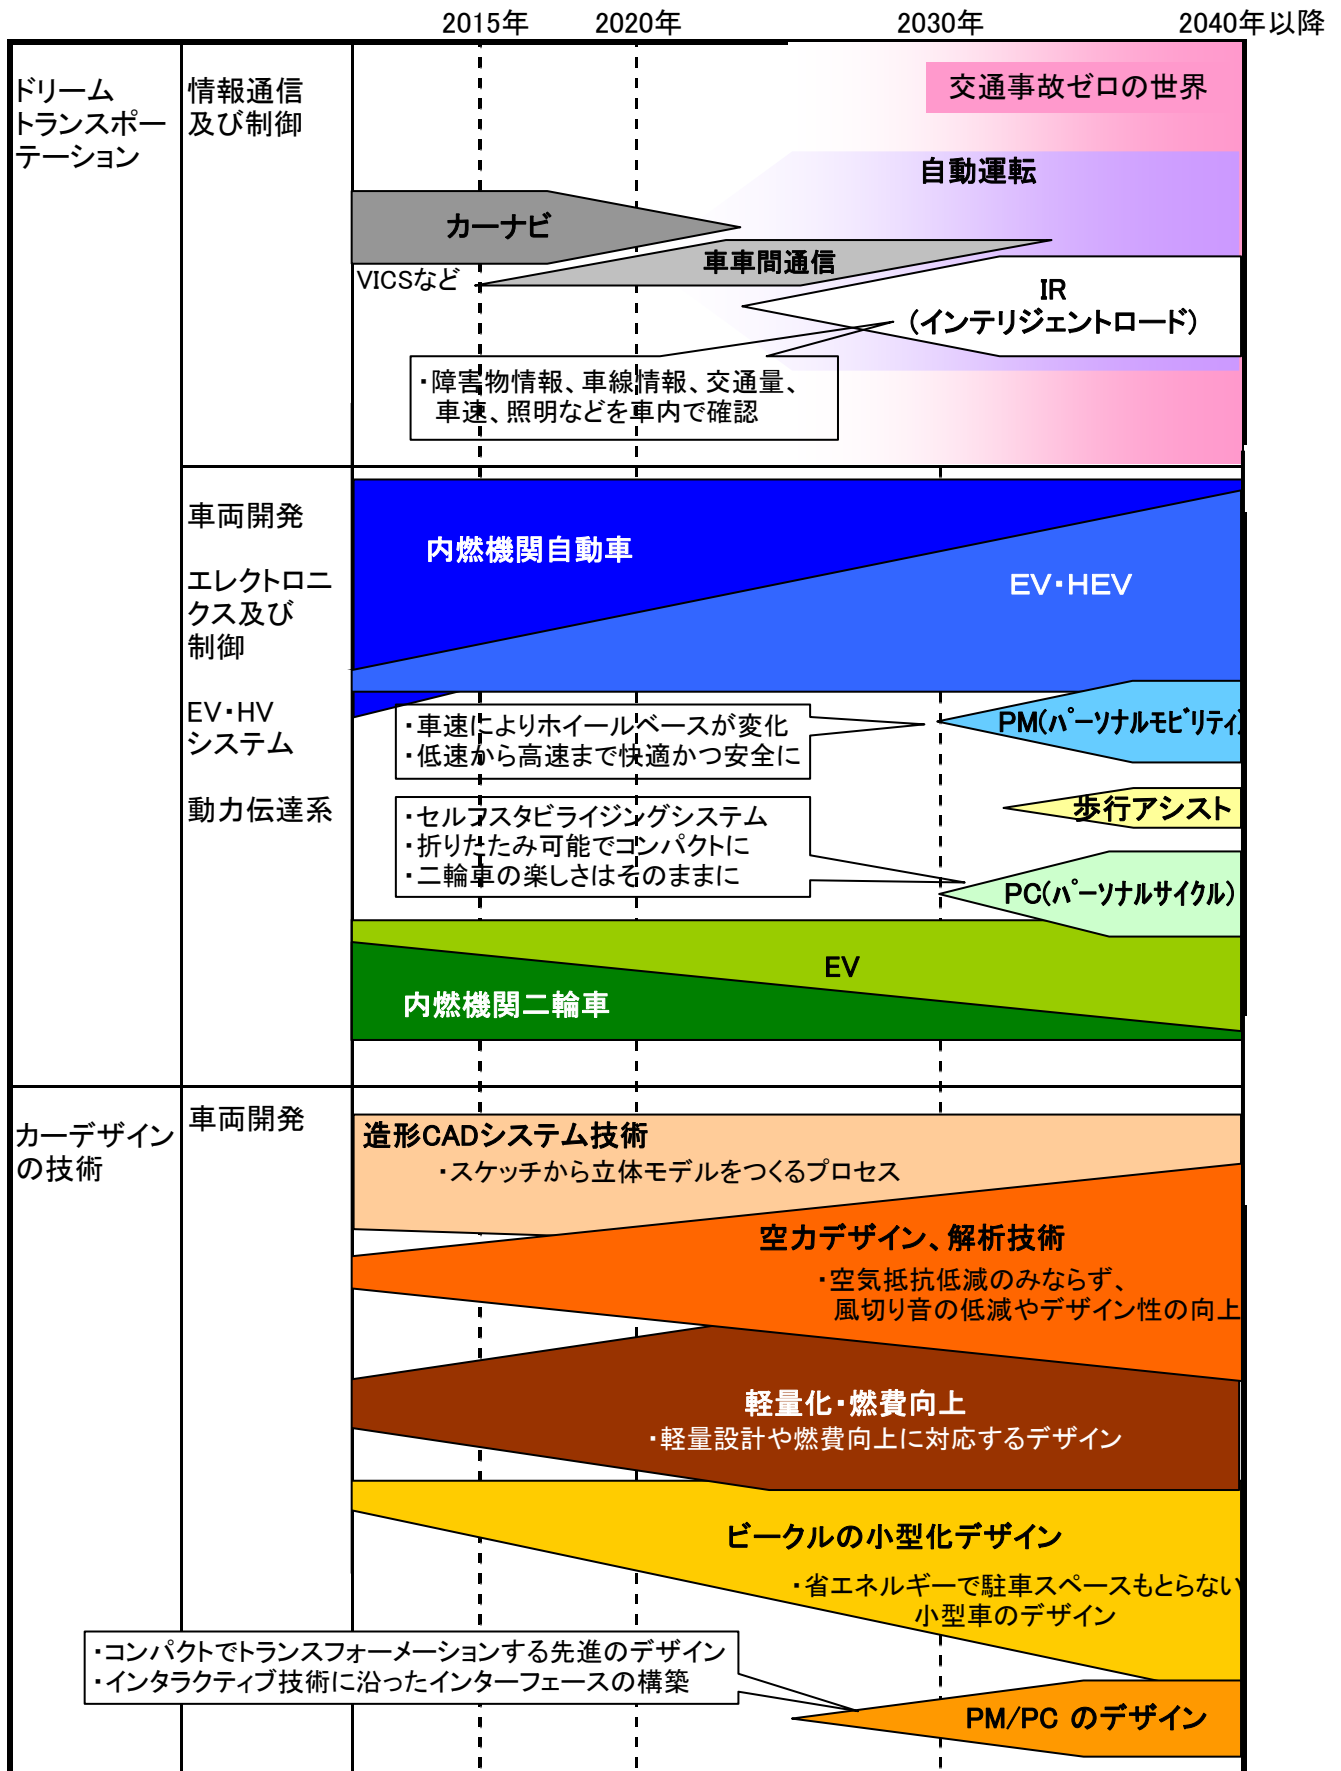 2015年 2020年 2030年 2040年以降
ドリーム
トランスポー
テーション
情報通信
及び制御
交通事故ゼロの世界
自動運転
カーナビ
車車間通信
VICSなど
IR
(インテリジェントロード)
・障害物情報、車線情報、交通量、
車速、照明などを車内で確認
車両開発
エレクトロニ
クス及び
制御
EV・HV
システム
動力伝達系
内燃機関自動車
EV・HEV
・車速によりホイールベースが変化
・低速から高速まで快適かつ安全に
PM(パーソナルモビリティ)
・セルフスタビライジングシステム
・折りたたみ可能でコンパクトに
・二輪車の楽しさはそのままに
歩行アシスト
PC(パーソナルサイクル)
EV
内燃機関二輪車
カーデザイン
の技術
車両開発
造形CADシステム技術
・スケッチから立体モデルをつくるプロセス
空力デザイン、解析技術
・空気抵抗低減のみならず、
風切り音の低減やデザイン性の向上
軽量化・燃費向上
・軽量設計や燃費向上に対応するデザイン
ビークルの小型化デザイン
・省エネルギーで駐車スペースもとらない
小型車のデザイン
・コンパクトでトランスフォーメーションする先進のデザイン
・インタラクティブ技術に沿ったインターフェースの構築
PM/PC のデザイン